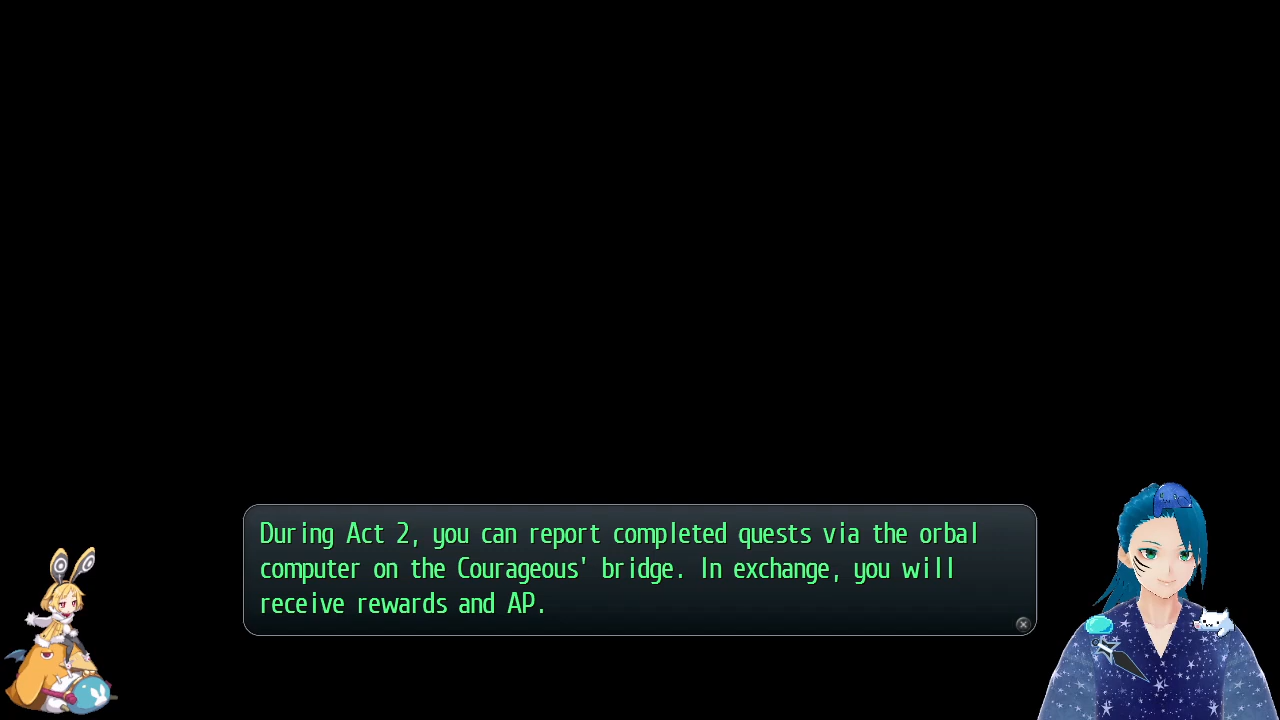 During Act 2, you can report completed quests via the orbal
computer on the Courageous' bridge. In exchange, you will
receive rewards and AP.